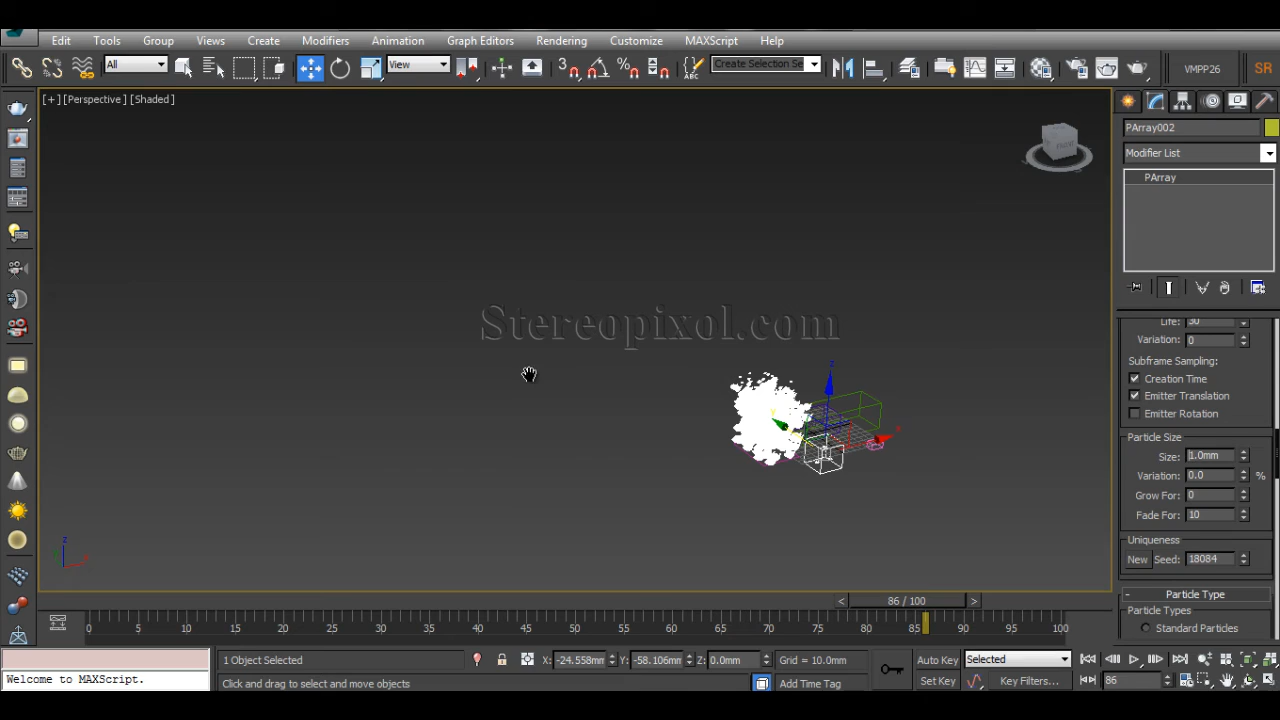 Edit Tools Group Views Create Modifiers Animation Graph Editors Rendering Customize MAXScript Help
All View Create Selection Se VMPP26 SR
[+] [Perspective] [Shaded]
PArray002
Modifier List
PArray
Stereopixol.com
Life: 30
Variation: 0
Subframe Sampling:
Creation Time
Emitter Translation
Emitter Rotation
Particle Size
Size: 1.0mm
Variation: 0.0 %
Grow For: 0
Fade For: 10
Uniqueness
New Seed: 18084
Particle Type
Particle Types
Standard Particles
x
z
z
< 86 / 100 >
0 5 10 15 20 25 30 35 40 45 50 55 60 65 70 75 80 85 90 95 100
1 Object Selected X: -24.558mm Y: -58.106mm Z: 0.0mm Grid = 10.0mm Auto Key Selected
Welcome to MAXScript. Click and drag to select and move objects Add Time Tag Set Key Key Filters... 86